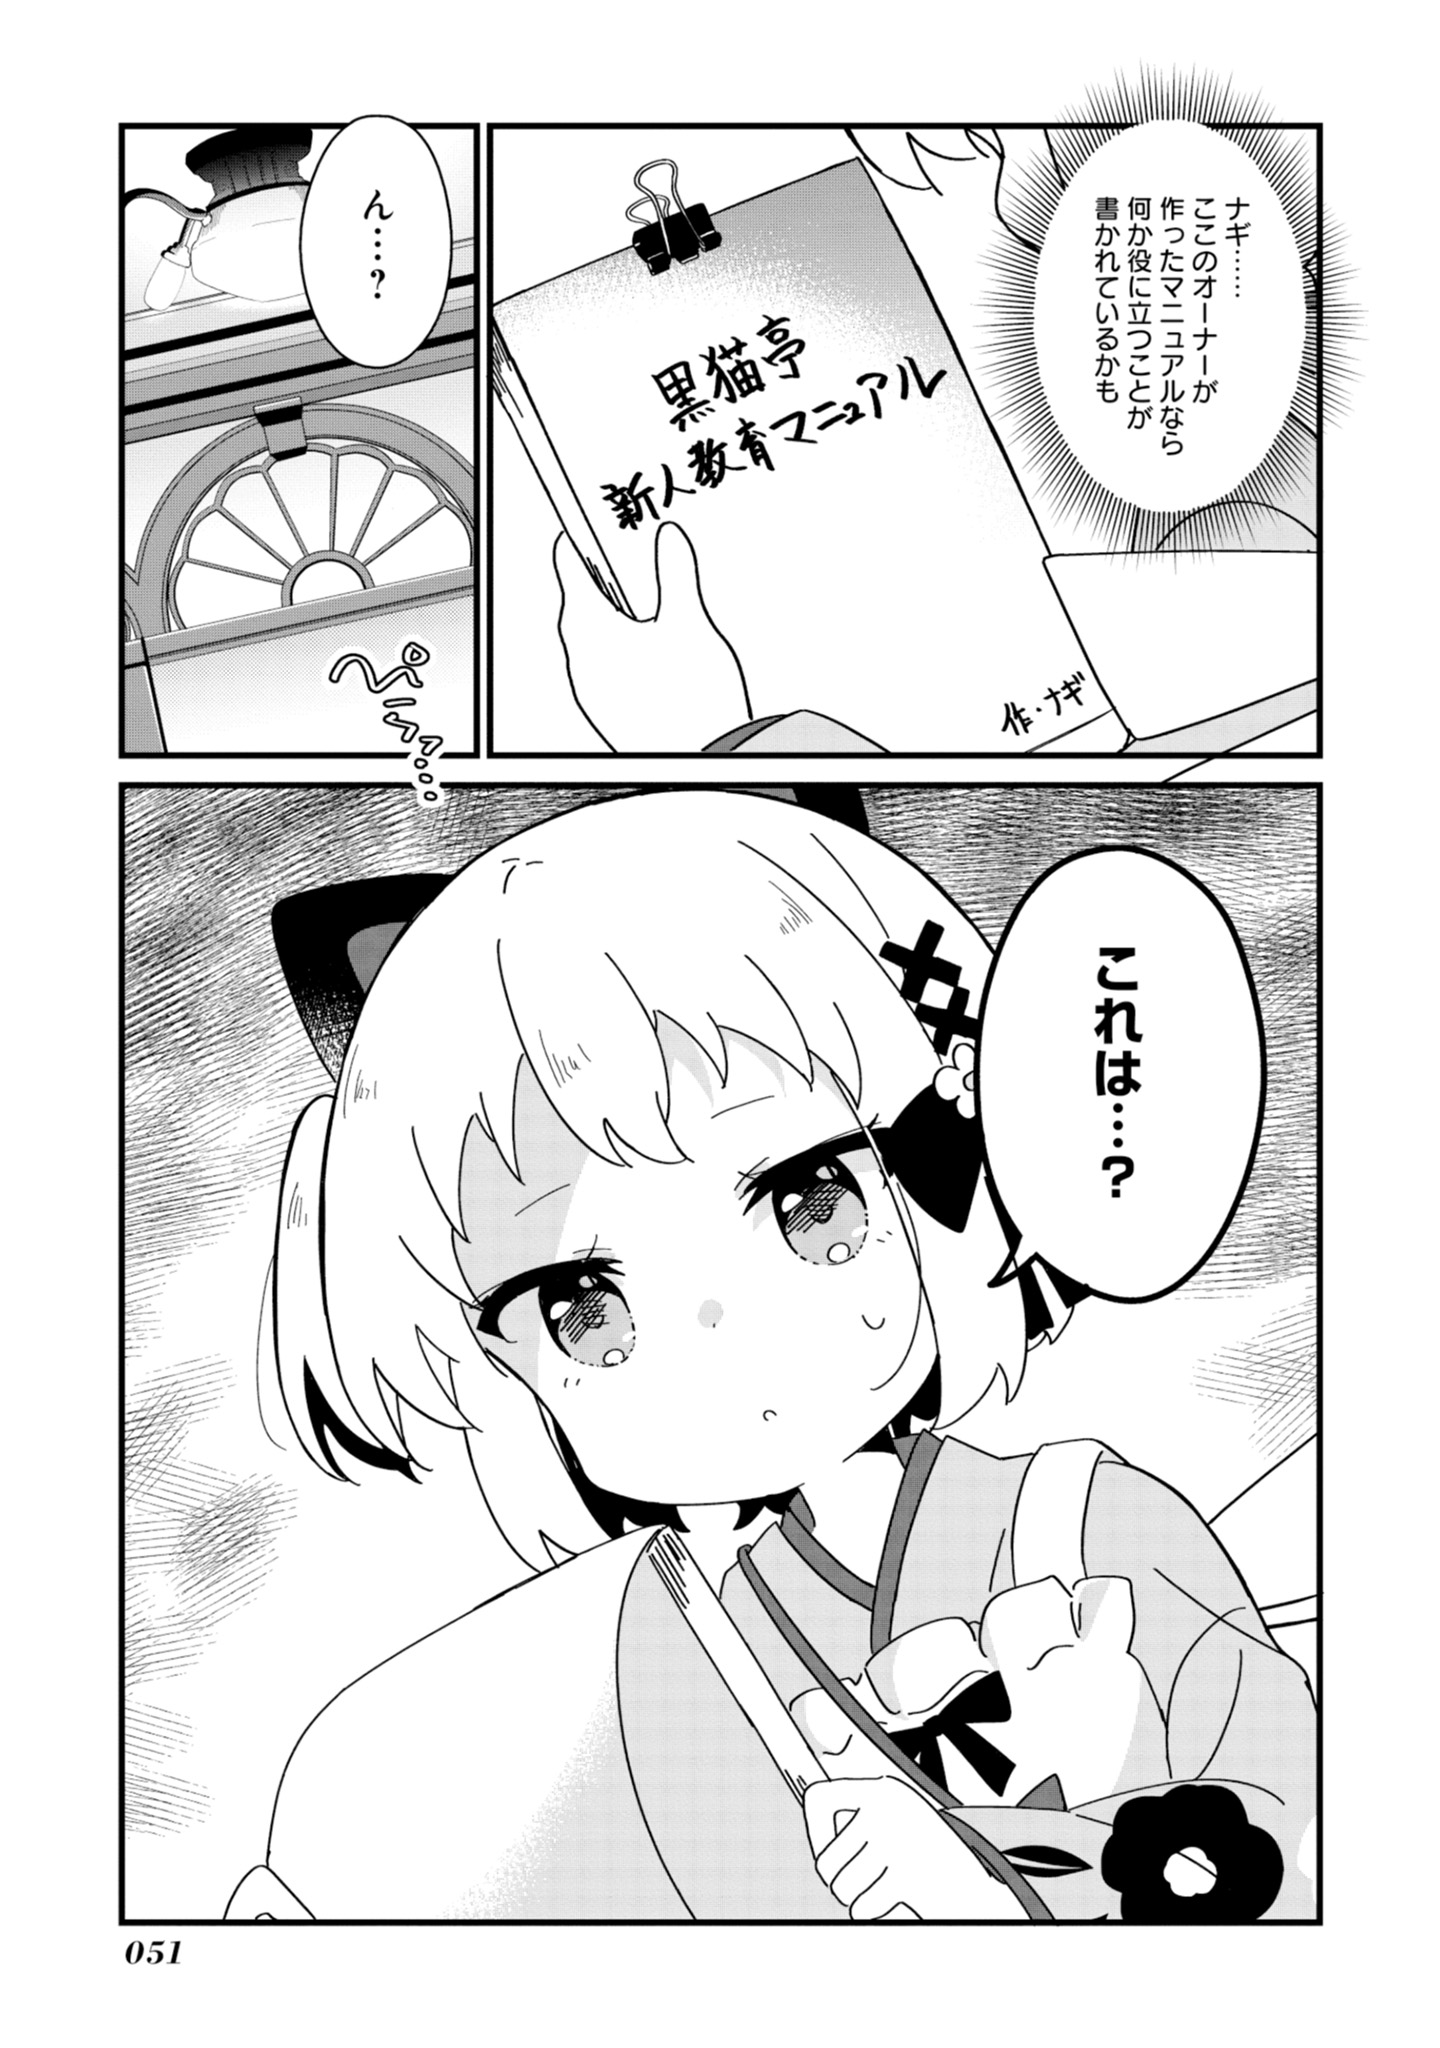 ナギ……
ここのオーナーが
作ったマニュアルなら
何か役に立つことが
書かれているかも
黒猫亭
新人教育マニュアル
作・ナギ
ん…？
ぺらっ…
これは…？
051